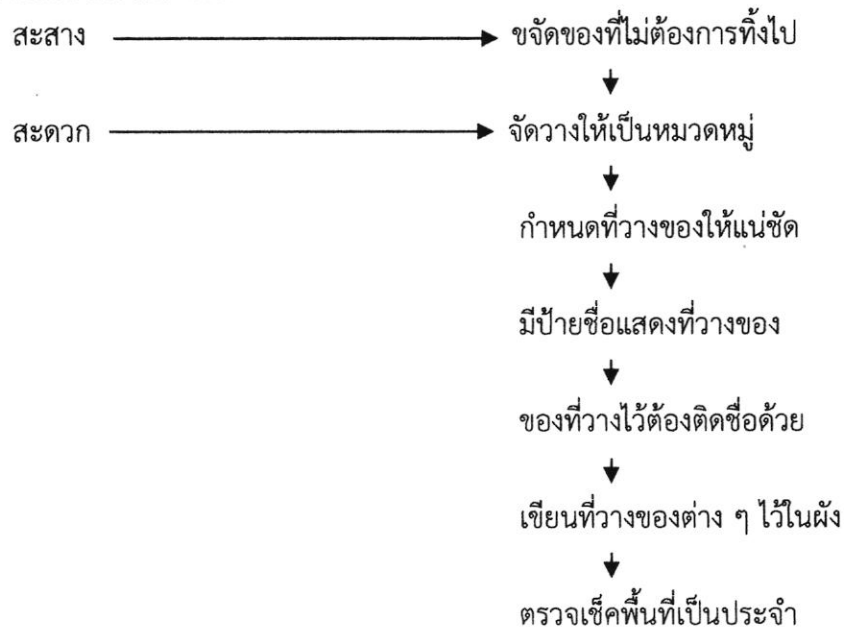 สะสาง ขจัดของที่ไม่ต้องการทิ้งไป
สะดวก จัดวางให้เป็นหมวดหมู่
กำหนดที่วางของให้แน่ชัด
มีป้ายชื่อแสดงที่วางของ
ของที่วางไว้ต้องติดชื่อด้วย
เขียนที่วางของต่าง ๆ ไว้ในผัง
ตรวจเช็คพื้นที่เป็นประจำ